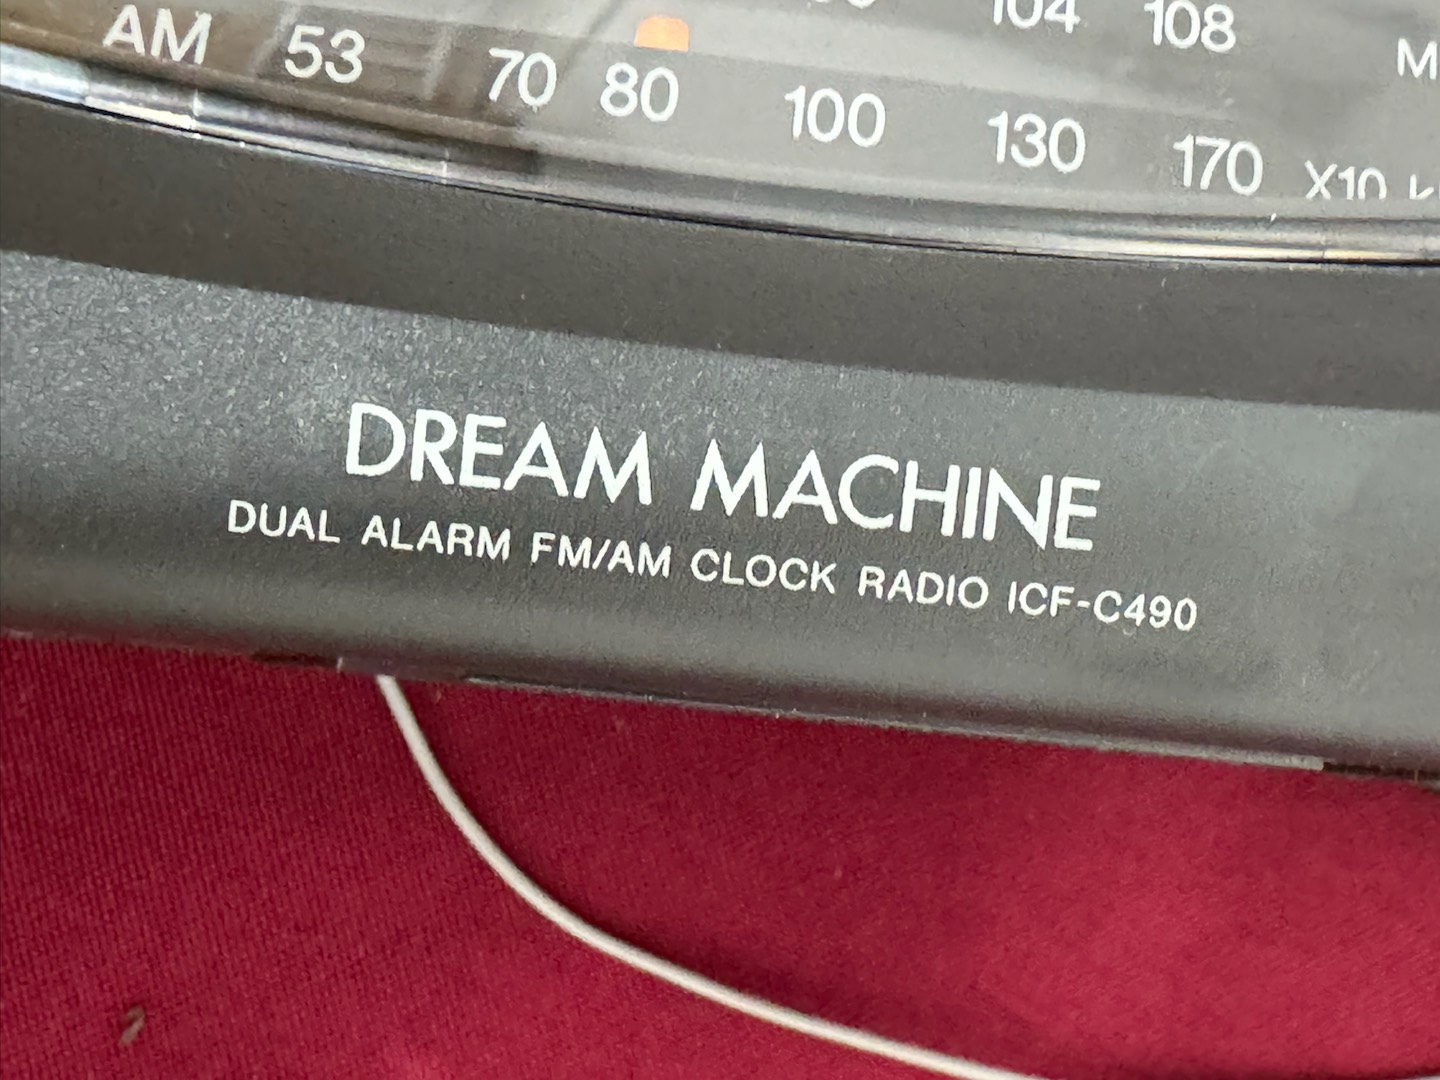 104 108
AM 53 70 80 100 130 170 X10
DREAM MACHINE
DUAL ALARM FM/AM CLOCK RADIO ICF-C490